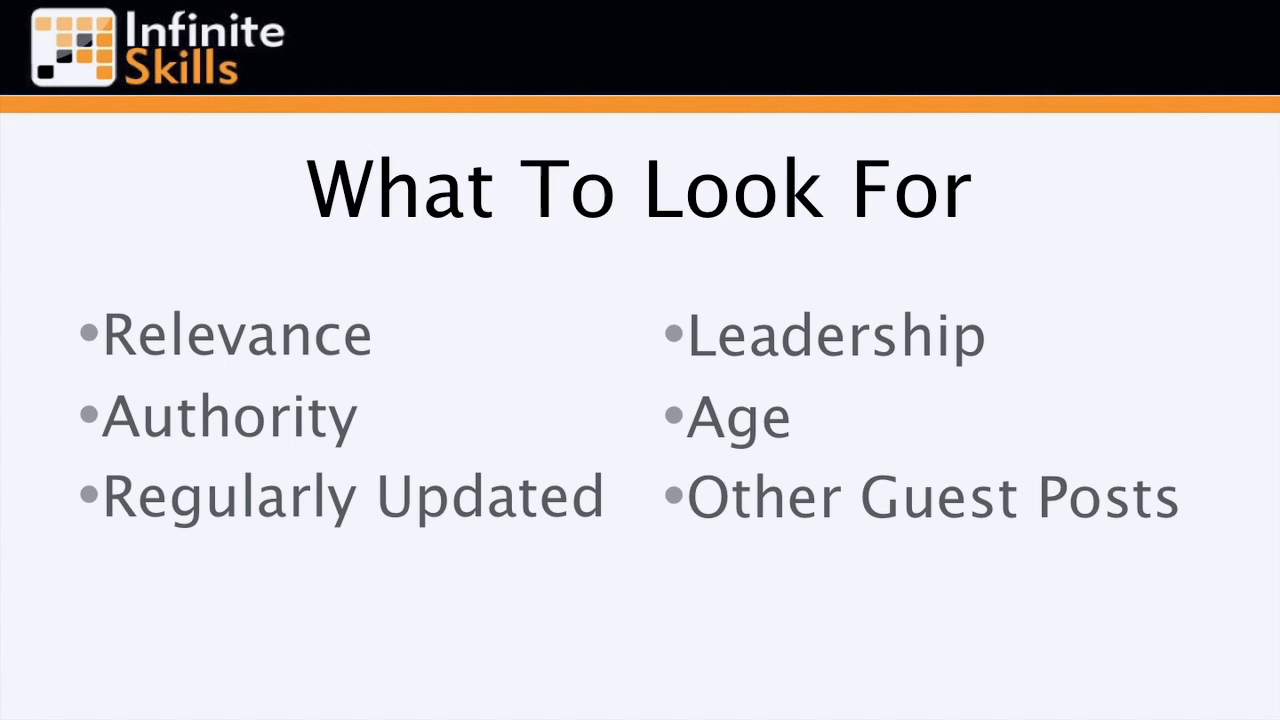 Infinite
Skills
What To Look For
•Relevance
•Authority
•Regularly Updated
•Leadership
•Age
•Other Guest Posts